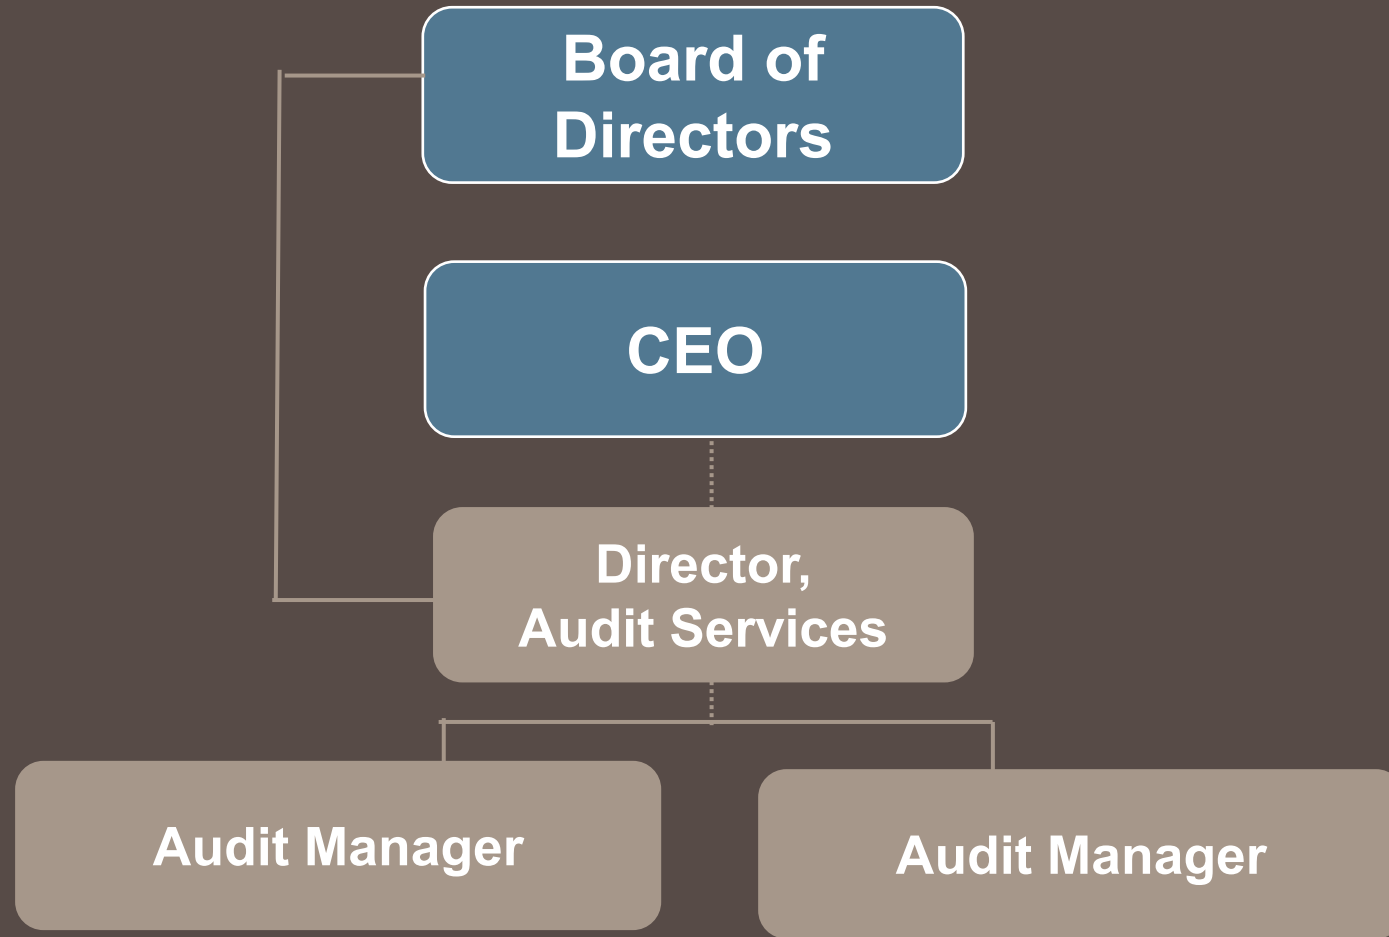 Board of
Directors
CEO
Director,
Audit Services
Audit Manager
Audit Manager